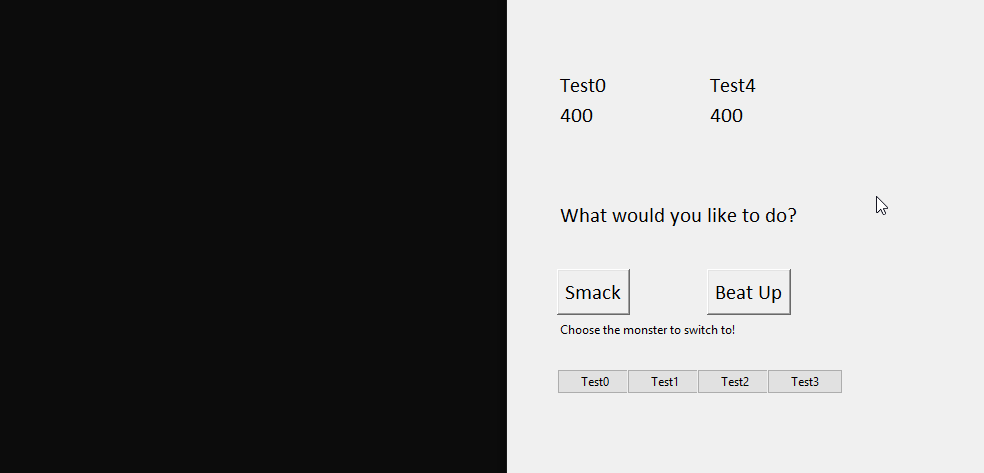 Test0 Test4
400 400
What would you like to do?
Smack Beat Up
Choose the monster to switch to!
Test0 Test1 Test2 Test3